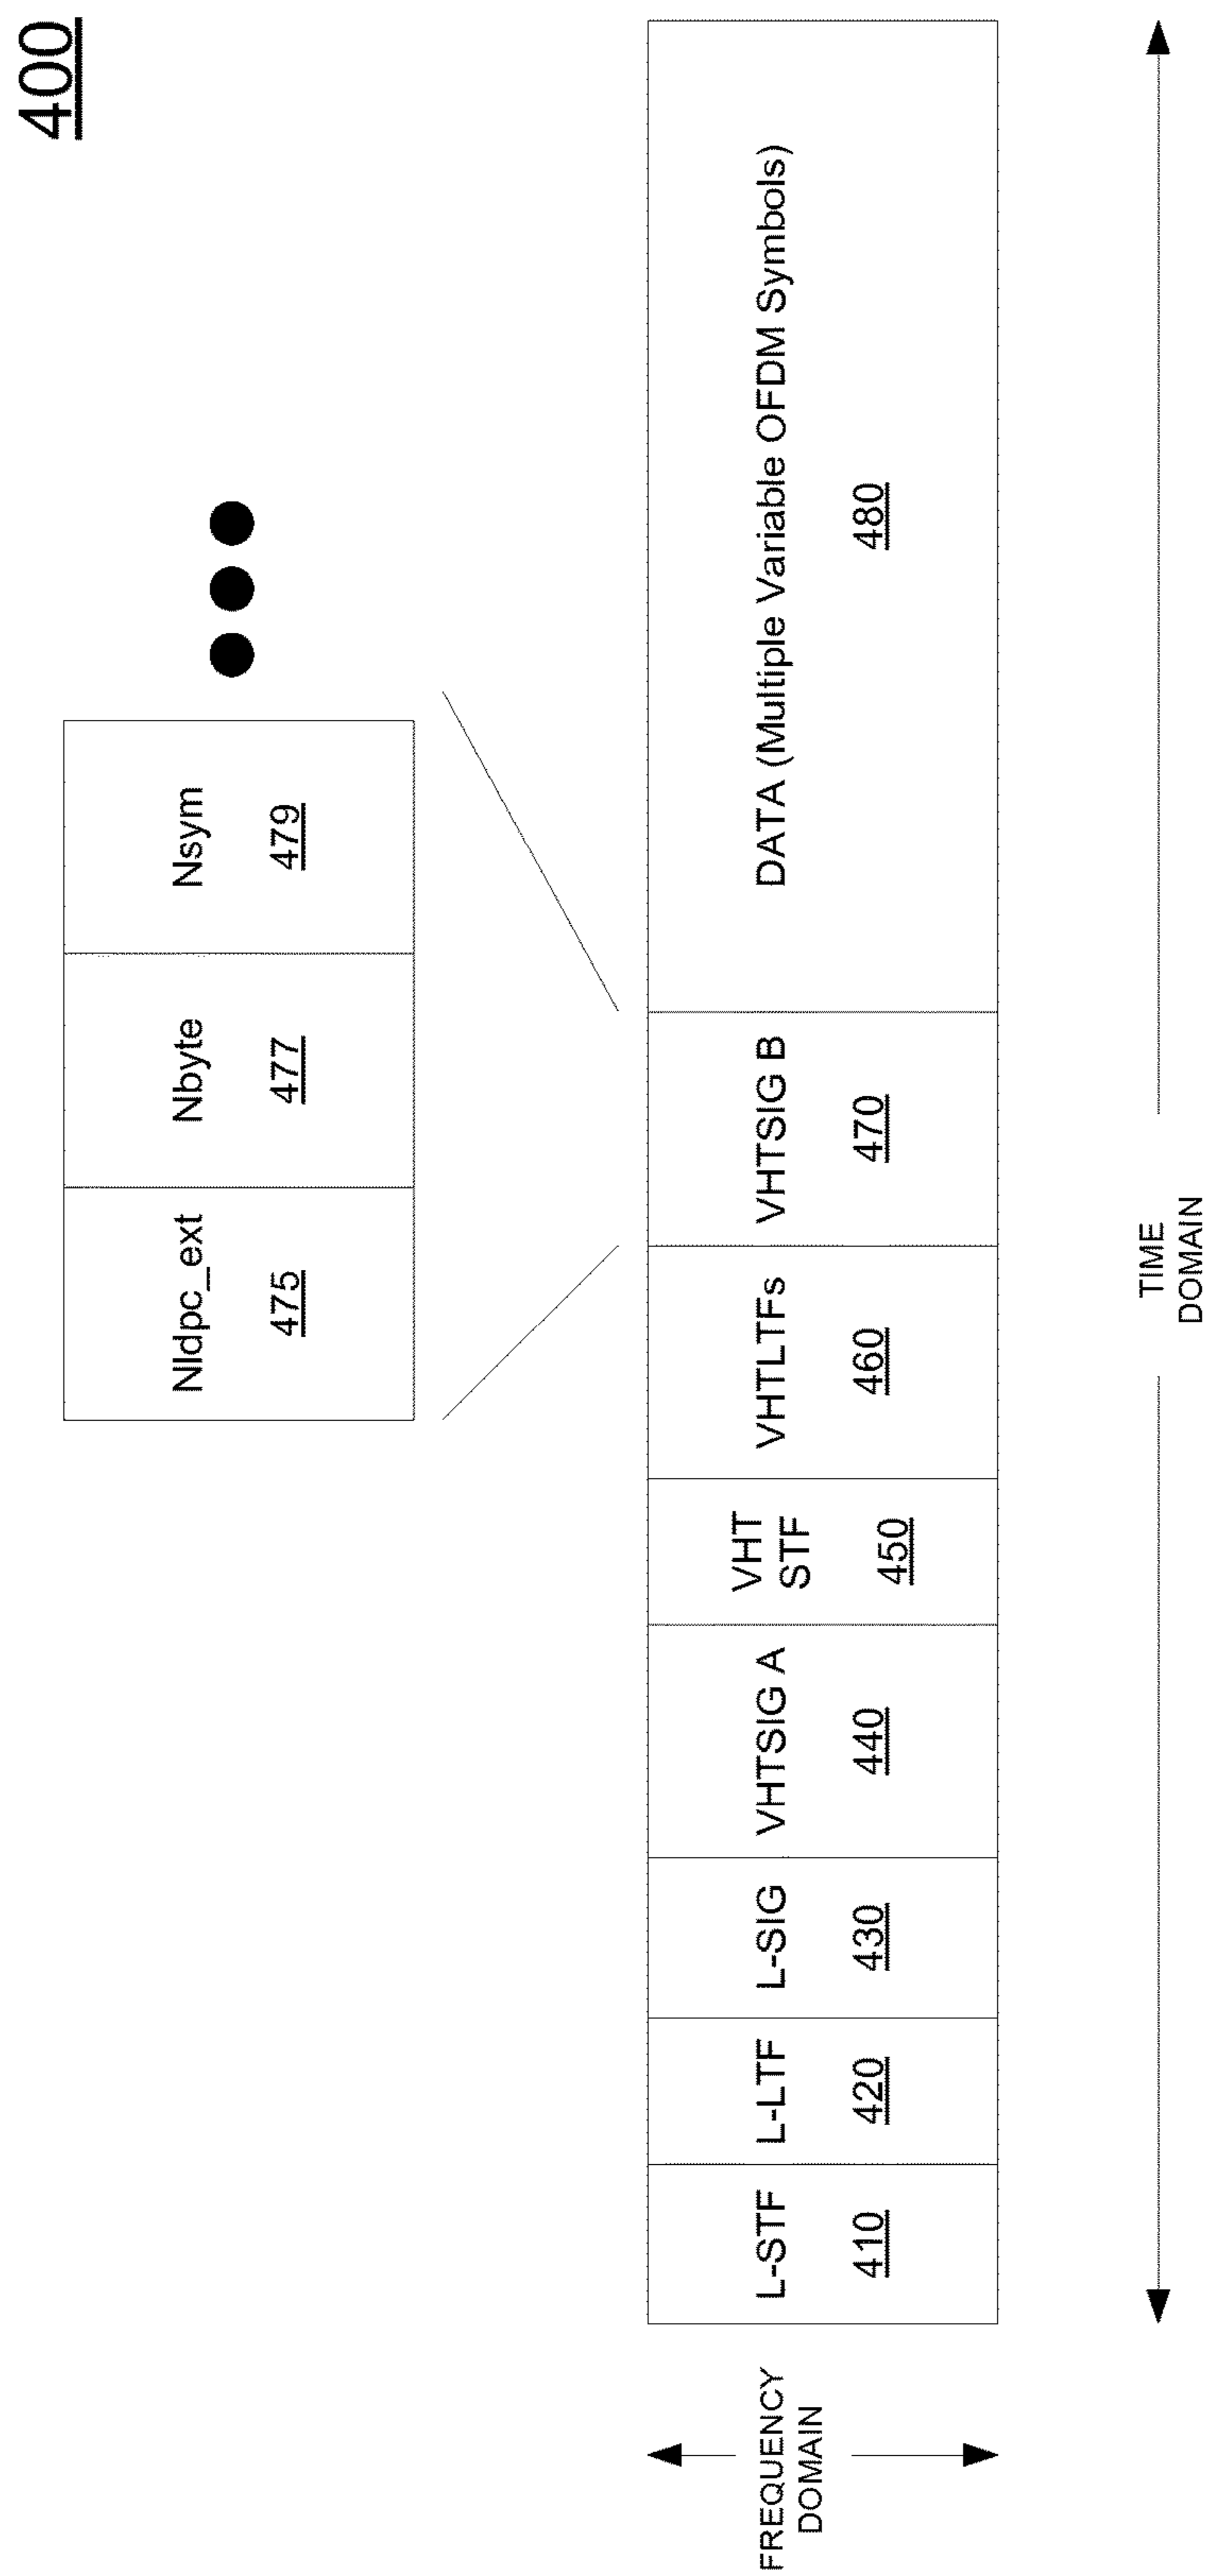 400
Nldpc_ext
475
Nbyte
477
Nsym
479
L-STF
410
L-LTF
420
L-SIG
430
VHTSIG A
440
VHT
STF
450
VHTLTFs
460
VHTSIG B
470
DATA (Multiple Variable OFDM Symbols)
480
FREQUENCY
DOMAIN
TIME
DOMAIN